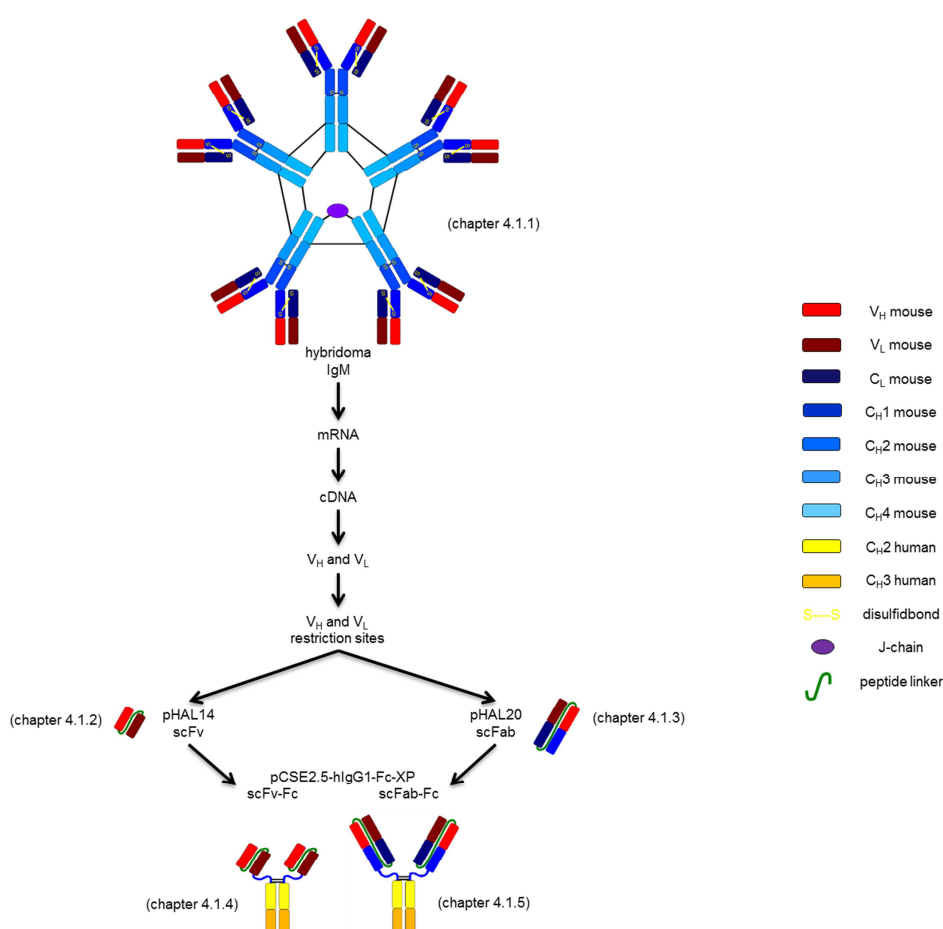 (chapter 4.1.1)
hybridoma
IgM
mRNA
cDNA
VH and VL
VH and VL
restriction sites
(chapter 4.1.2)
pHAL14
scFv
pHAL20
scFab
(chapter 4.1.3)
pCSE2.5-hIgG1-Fc-XP
scFv-Fc
scFab-Fc
(chapter 4.1.4)
(chapter 4.1.5)
VH mouse
VL mouse
CL mouse
CH1 mouse
CH2 mouse
CH3 mouse
CH4 mouse
CH2 human
CH3 human
S—S disulfidbond
J-chain
peptide linker